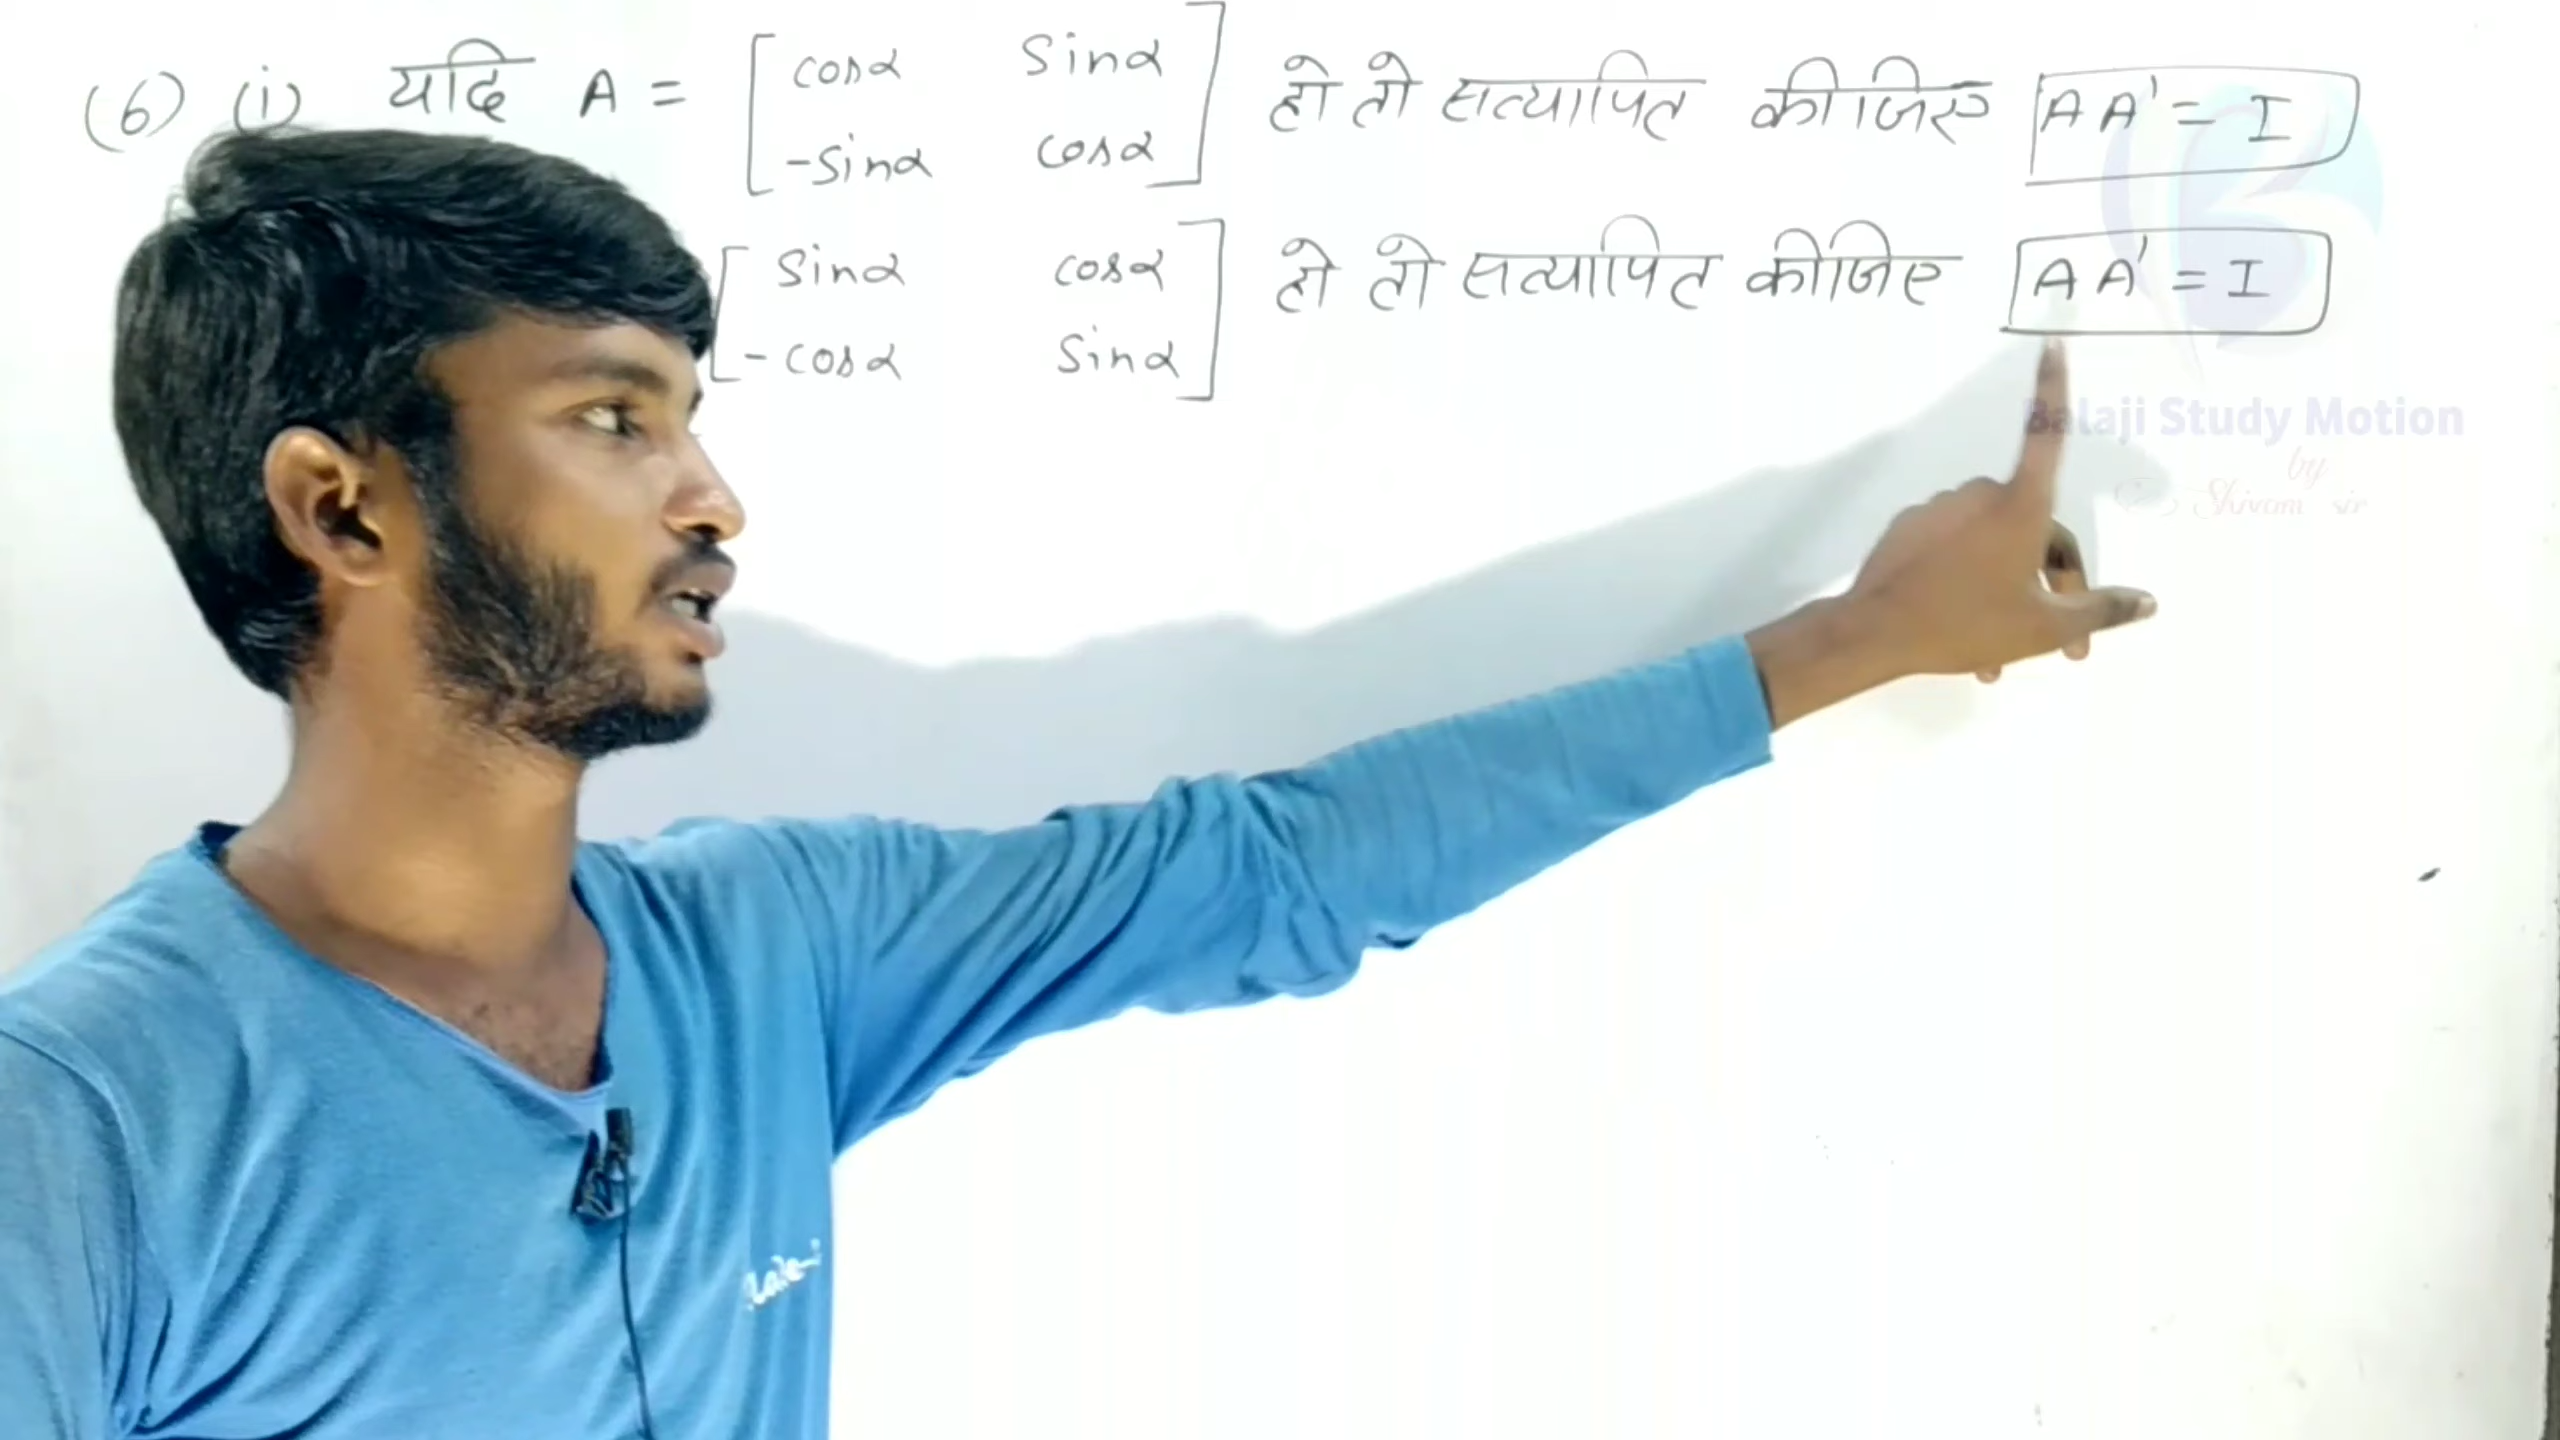 (6) (i) यदि A = [ cosα sinα
-sinα cosα ] हो तो सत्यापित कीजिए AA' = I
[ sinα cosα
-cosα sinα ] हो तो सत्यापित कीजिए AA' = I
Balaji Study Motion
by
Shivam sir